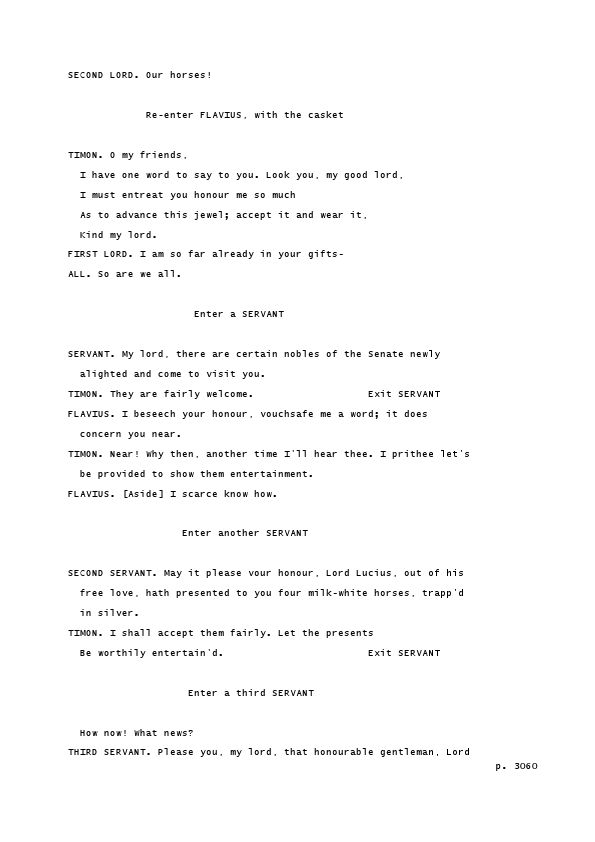 SECOND LORD. Our horses!
Re-enter FLAVIUS, with the casket
TIMON. O my friends,
I have one word to say to you. Look you, my good lord,
I must entreat you honour me so much
As to advance this jewel; accept it and wear it,
Kind my lord.
FIRST LORD. I am so far already in your gifts-
ALL. So are we all.
Enter a SERVANT
SERVANT. My lord, there are certain nobles of the Senate newly
alighted and come to visit you.
TIMON. They are fairly welcome. Exit SERVANT
FLAVIUS. I beseech your honour, vouchsafe me a word; it does
concern you near.
TIMON. Near! Why then, another time I'll hear thee. I prithee let's
be provided to show them entertainment.
FLAVIUS. [Aside] I scarce know how.
Enter another SERVANT
SECOND SERVANT. May it please vour honour, Lord Lucius, out of his
free love, hath presented to you four milk-white horses, trapp'd
in silver.
TIMON. I shall accept them fairly. Let the presents
Be worthily entertain'd. Exit SERVANT
Enter a third SERVANT
How now! What news?
THIRD SERVANT. Please you, my lord, that honourable gentleman, Lord
p. 3060